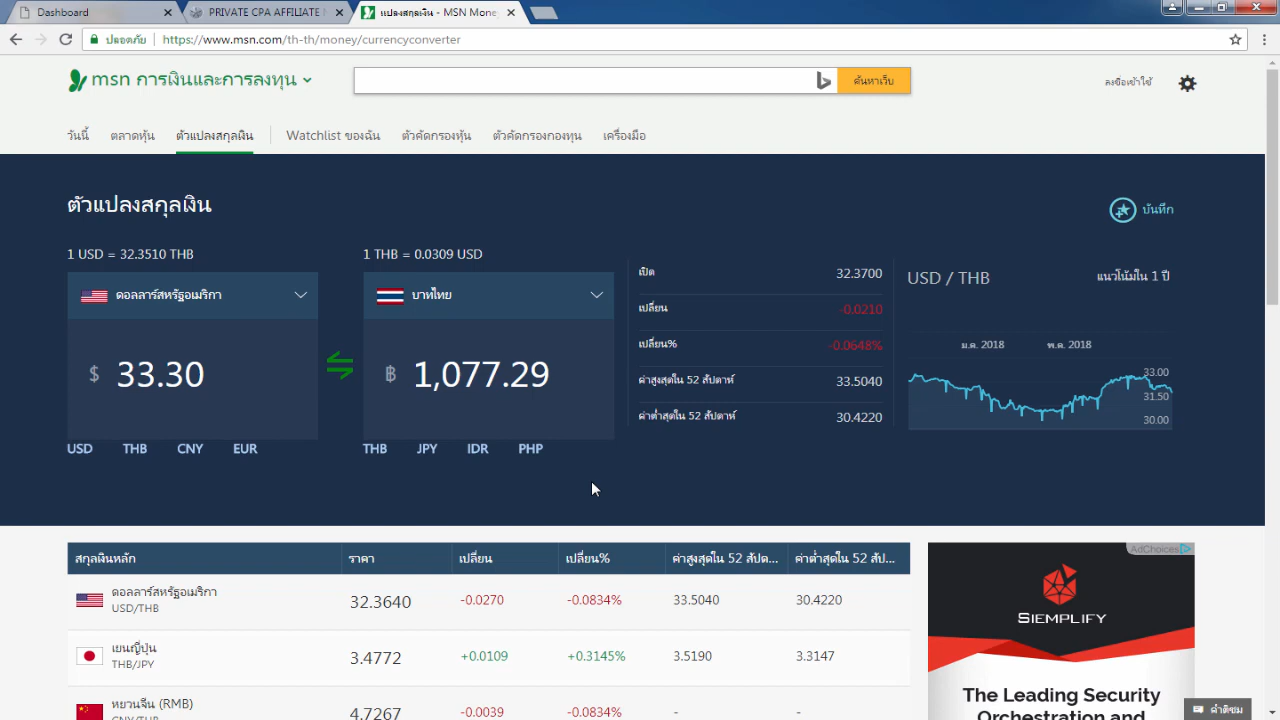 Dashboard
PRIVATE CPA AFFILIATE
แปลงสกุลเงิน - MSN Mone
ปลอดภัย
https://www.msn.com/th-th/money/currencyconverter
msn การเงินและการลงทุน
ค้นหาเว็บ
ลงชื่อเข้าใช้
วันนี้ ตลาดหุ้น ตัวแปลงสกุลเงิน Watchlist ของฉัน ตัวคัดกรองหุ้น ตัวคัดกรองกองทุน เครื่องมือ
ตัวแปลงสกุลเงิน
บันทึก
1 USD = 32.3510 THB
1 THB = 0.0309 USD
ดอลลาร์สหรัฐอเมริกา
บาทไทย
$ 33.30
฿ 1,077.29
USD THB CNY EUR
THB JPY IDR PHP
เปิด 32.3700
เปลี่ยน -0.0210
เปลี่ยน% -0.0648%
ค่าสูงสุดใน 52 สัปดาห์ 33.5040
ค่าต่ำสุดใน 52 สัปดาห์ 30.4220
USD / THB แนวโน้มใน 1 ปี
ม.ค. 2018 พ.ค. 2018
33.00
31.50
30.00
สกุลเงินหลัก ราคา เปลี่ยน เปลี่ยน% ค่าสูงสุดใน 52 สัปด... ค่าต่ำสุดใน 52 สัป...
ดอลลาร์สหรัฐอเมริกา
USD/THB
32.3640 -0.0270 -0.0834% 33.5040 30.4220
เยนญี่ปุ่น
THB/JPY
3.4772 +0.0109 +0.3145% 3.5190 3.3147
หยวนจีน (RMB)
CNY/THB
4.7267 -0.0039 -0.0834% - -
AdChoices
SIEMPLIFY
The Leading Security
Orchestration and
คำติชม